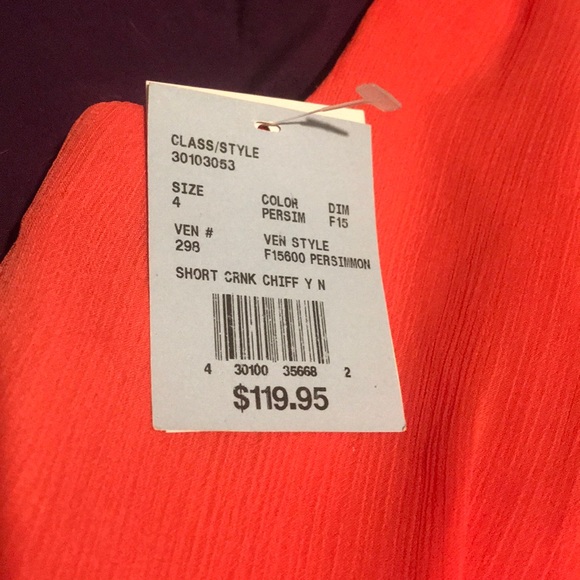 CLASS/STYLE
30103053
SIZE COLOR DIM
4 PERSIM F15
VEN # VEN STYLE
298 F15600 PERSIMMON
SHORT CRNK CHIFF Y N
4 30100 35668 2
$119.95